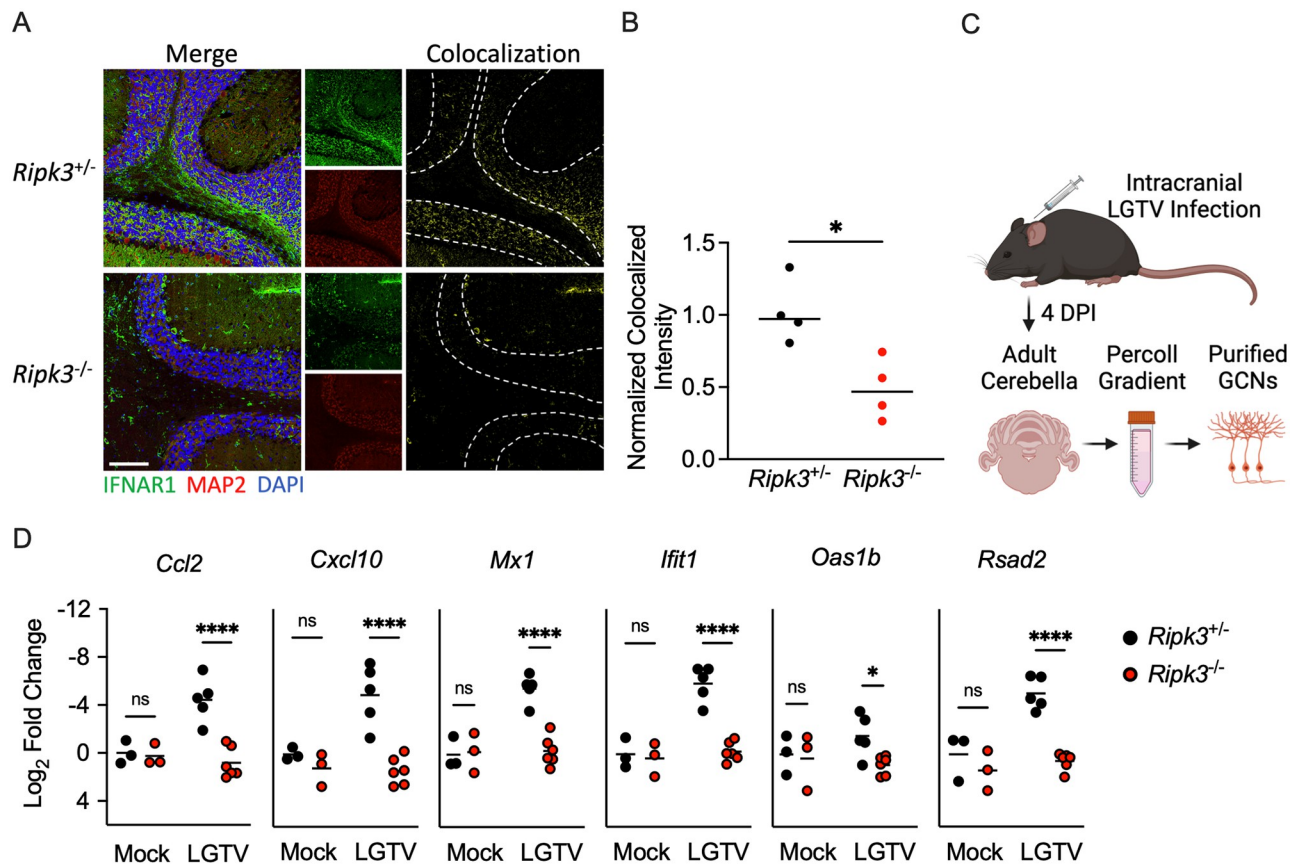 A
Merge
Colocalization
Ripk3+/-
Ripk3-/-
IFNAR1 MAP2 DAPI
B
Normalized Colocalized
Intensity
1.5
1.0
0.5
0.0
*
Ripk3+/- Ripk3-/-
C
Intracranial
LGTV Infection
4 DPI
Adult
Cerebella
Percoll
Gradient
Purified
GCNs
D
Ccl2 Cxcl10 Mx1 Ifit1 Oas1b Rsad2
Log2 Fold Change
-12
-8
-4
0
4
ns ****
ns ****
ns ****
ns ****
ns *
ns ****
Mock LGTV Mock LGTV Mock LGTV Mock LGTV Mock LGTV Mock LGTV
Ripk3+/-
Ripk3-/-